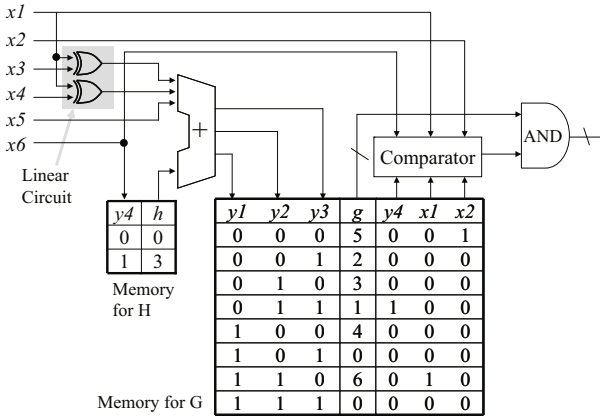 x1
x2
x3
x4
x5
x6
Linear
Circuit
+
Comparator
AND
y4 h
0 0
1 3
Memory
for H
y1 y2 y3 g y4 x1 x2
0 0 0 5 0 0 1
0 0 1 2 0 0 0
0 1 0 3 0 0 0
0 1 1 1 1 0 0
1 0 0 4 0 0 0
1 0 1 0 0 0 0
1 1 0 6 0 1 0
1 1 1 0 0 0 0
Memory for G